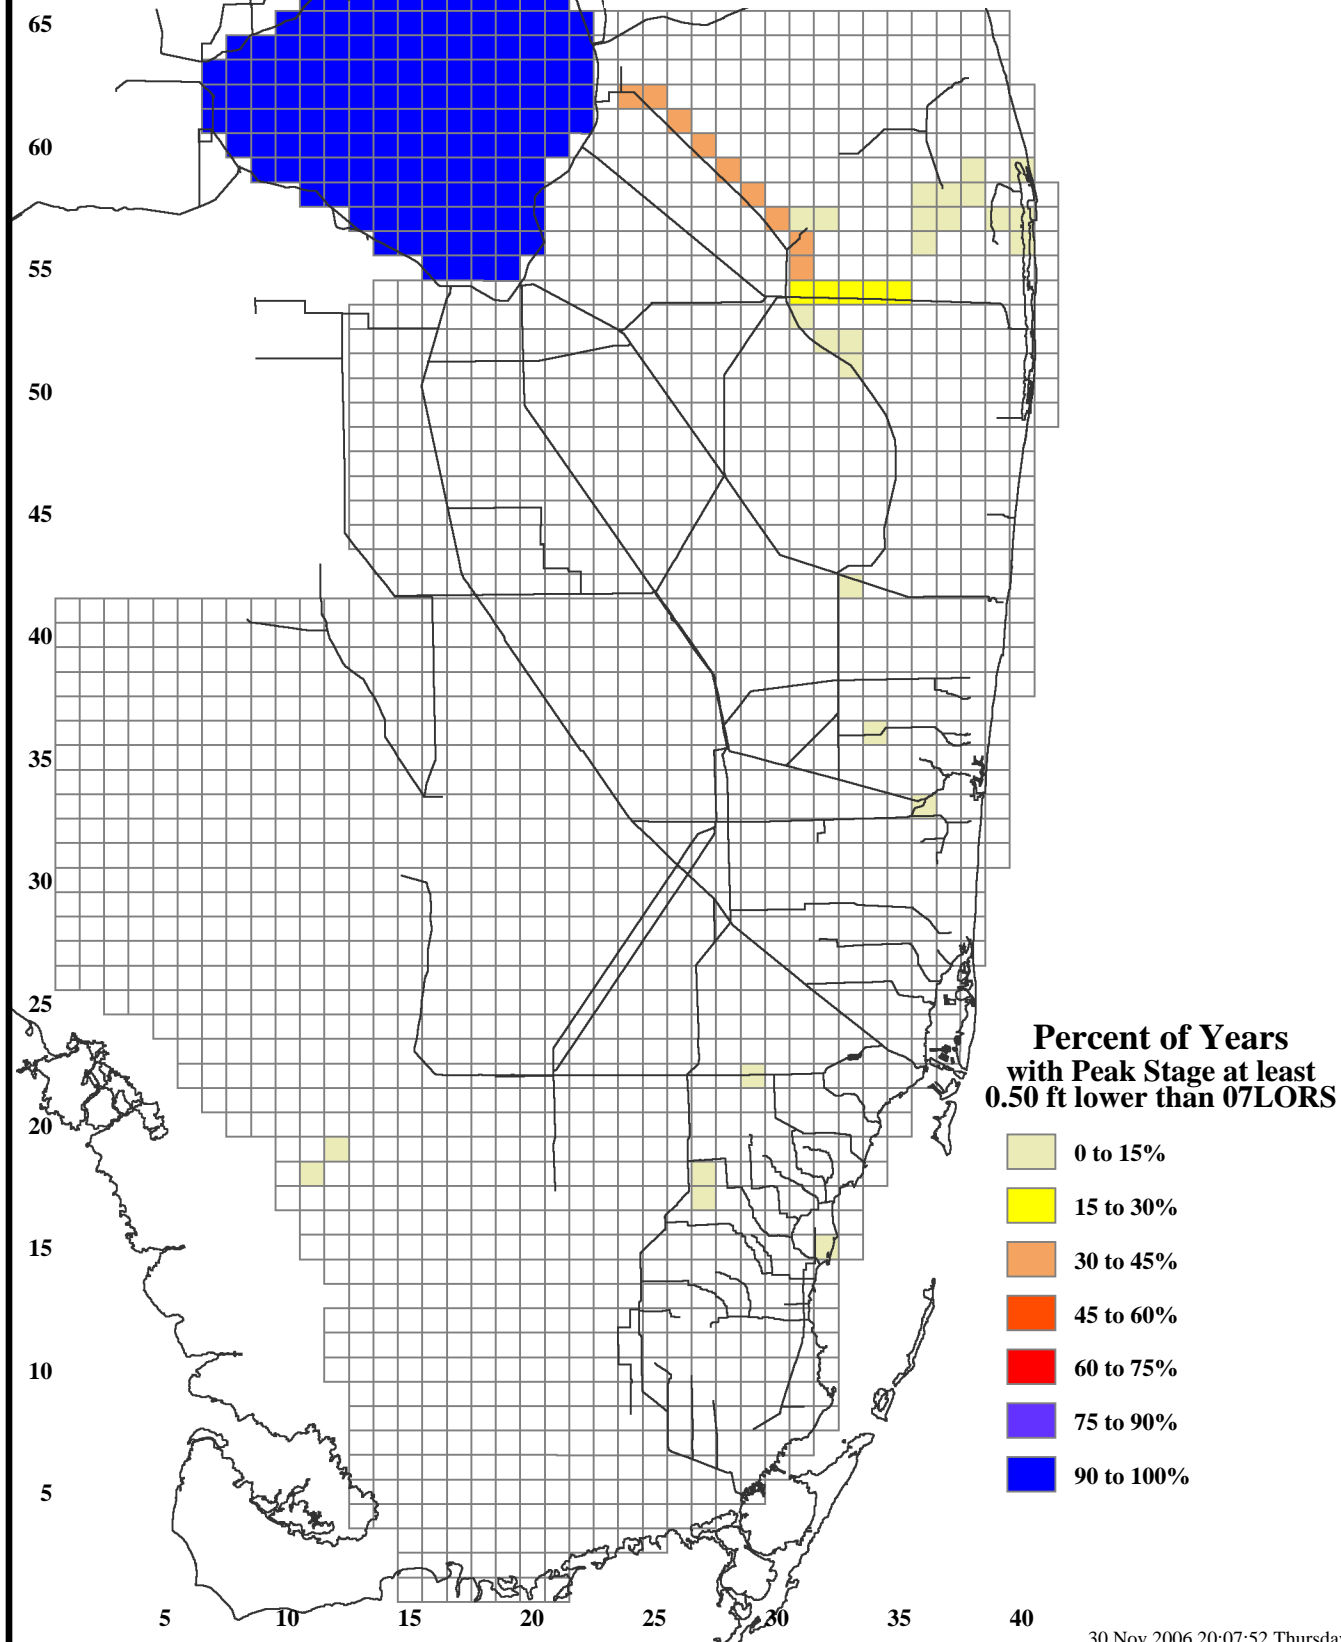 65
60
55
50
45
40
35
30
25
20
15
10
5
Percent of Years
with Peak Stage at least
0.50 ft lower than 07LORS
0 to 15%
15 to 30%
30 to 45%
45 to 60%
60 to 75%
75 to 90%
90 to 100%
5 10 15 20 25 30 35 40
30 Nov 2006 20:07:52 Thursday